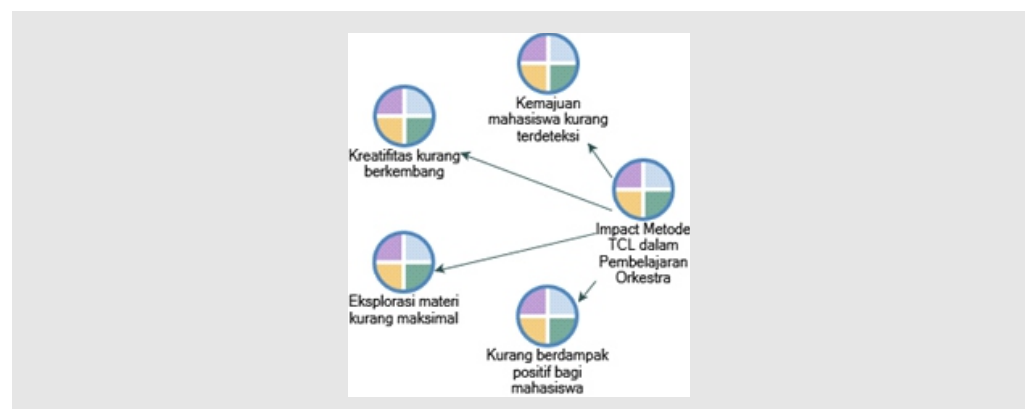 Kemajuan
mahasiswa kurang
terdeteksi
Kreatifitas kurang
berkembang
Impact Metode
TCL dalam
Pembelajaran
Orkestra
Eksplorasi materi
kurang maksimal
Kurang berdampak
positif bagi
mahasiswa